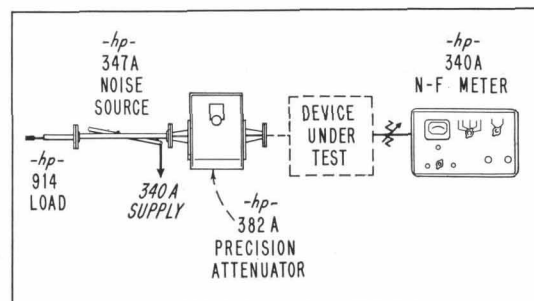 -hp-
347A
NOISE
SOURCE
-hp-
914
LOAD
340A
SUPPLY
-hp-
382A
PRECISION
ATTENUATOR
DEVICE
UNDER
TEST
-hp-
340A
N-F METER